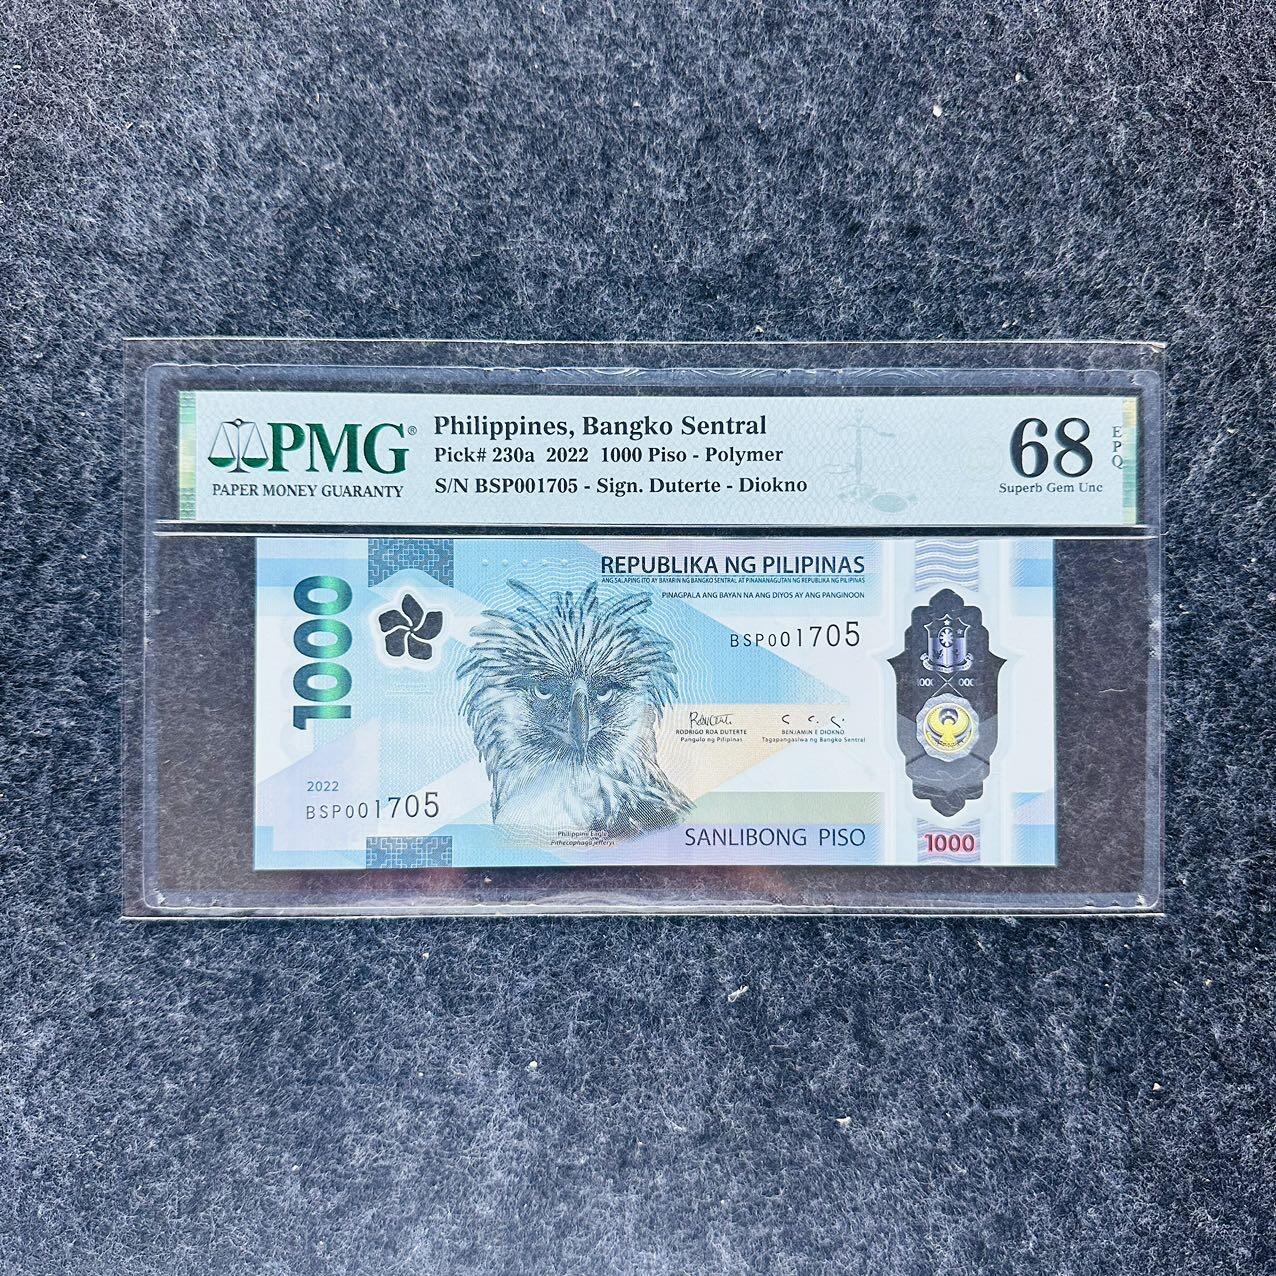 PMG®
PAPER MONEY GUARANTY
Philippines, Bangko Sentral
Pick# 230a 2022 1000 Piso - Polymer
S/N BSP001705 - Sign. Duterte - Diokno
68
EPQ
Superb Gem Unc
1000
REPUBLIKA NG PILIPINAS
ANG SALAPING ITO AY BAYARIN NG BANGKO SENTRAL AT PINANANAGUTAN NG REPUBLIKA NG PILIPINAS
PINAGPALA ANG BAYAN NA ANG DIYOS AY ANG PANGINOON
BSP001705
RODRIGO ROA DUTERTE
Pangulo ng Pilipinas
BENJAMIN E DIOKNO
Tagapangasiwa ng Bangko Sentral
2022
BSP001705
Philippine Eagle
Pithecophaga jefferyi
SANLIBONG PISO
1000